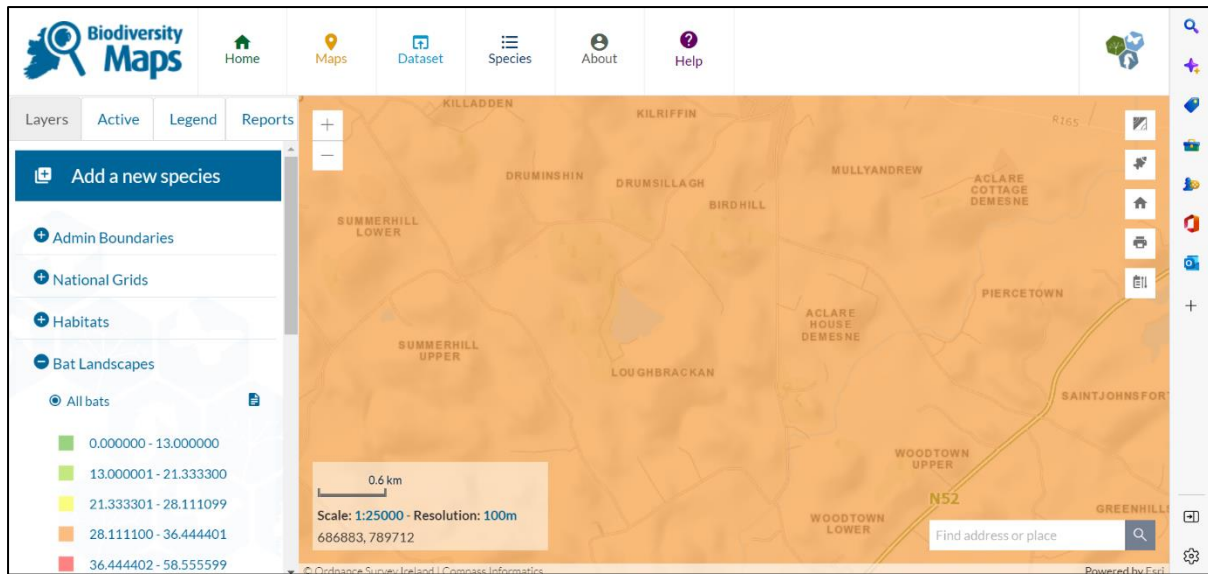 Biodiversity
Maps
Home
Maps
Dataset
Species
About
Help
Layers
Active
Legend
Reports
Add a new species
Admin Boundaries
National Grids
Habitats
Bat Landscapes
All bats
0.000000 - 13.000000
13.000001 - 21.333300
21.333301 - 28.111099
28.111100 - 36.444401
36.444402 - 58.555599
KILLADDEN
KILRIFFIN
R165
DRUMINSHIN
DRUMSILLAGH
MULLYANDREW
ACLARE
COTTAGE
DEMESNE
BIRDHILL
SUMMERHILL
LOWER
PIERCETOWN
ACLARE
HOUSE
DEMESNE
SUMMERHILL
UPPER
LOUGHBRACKAN
SAINTJOHNSFOR
WOODTOWN
UPPER
N52
GREENHILL
WOODTOWN
LOWER
0.6 km
Scale: 1:25000 - Resolution: 100m
686883, 789712
Find address or place
© Ordnance Survey Ireland | Compass Informatics
Powered by Esri